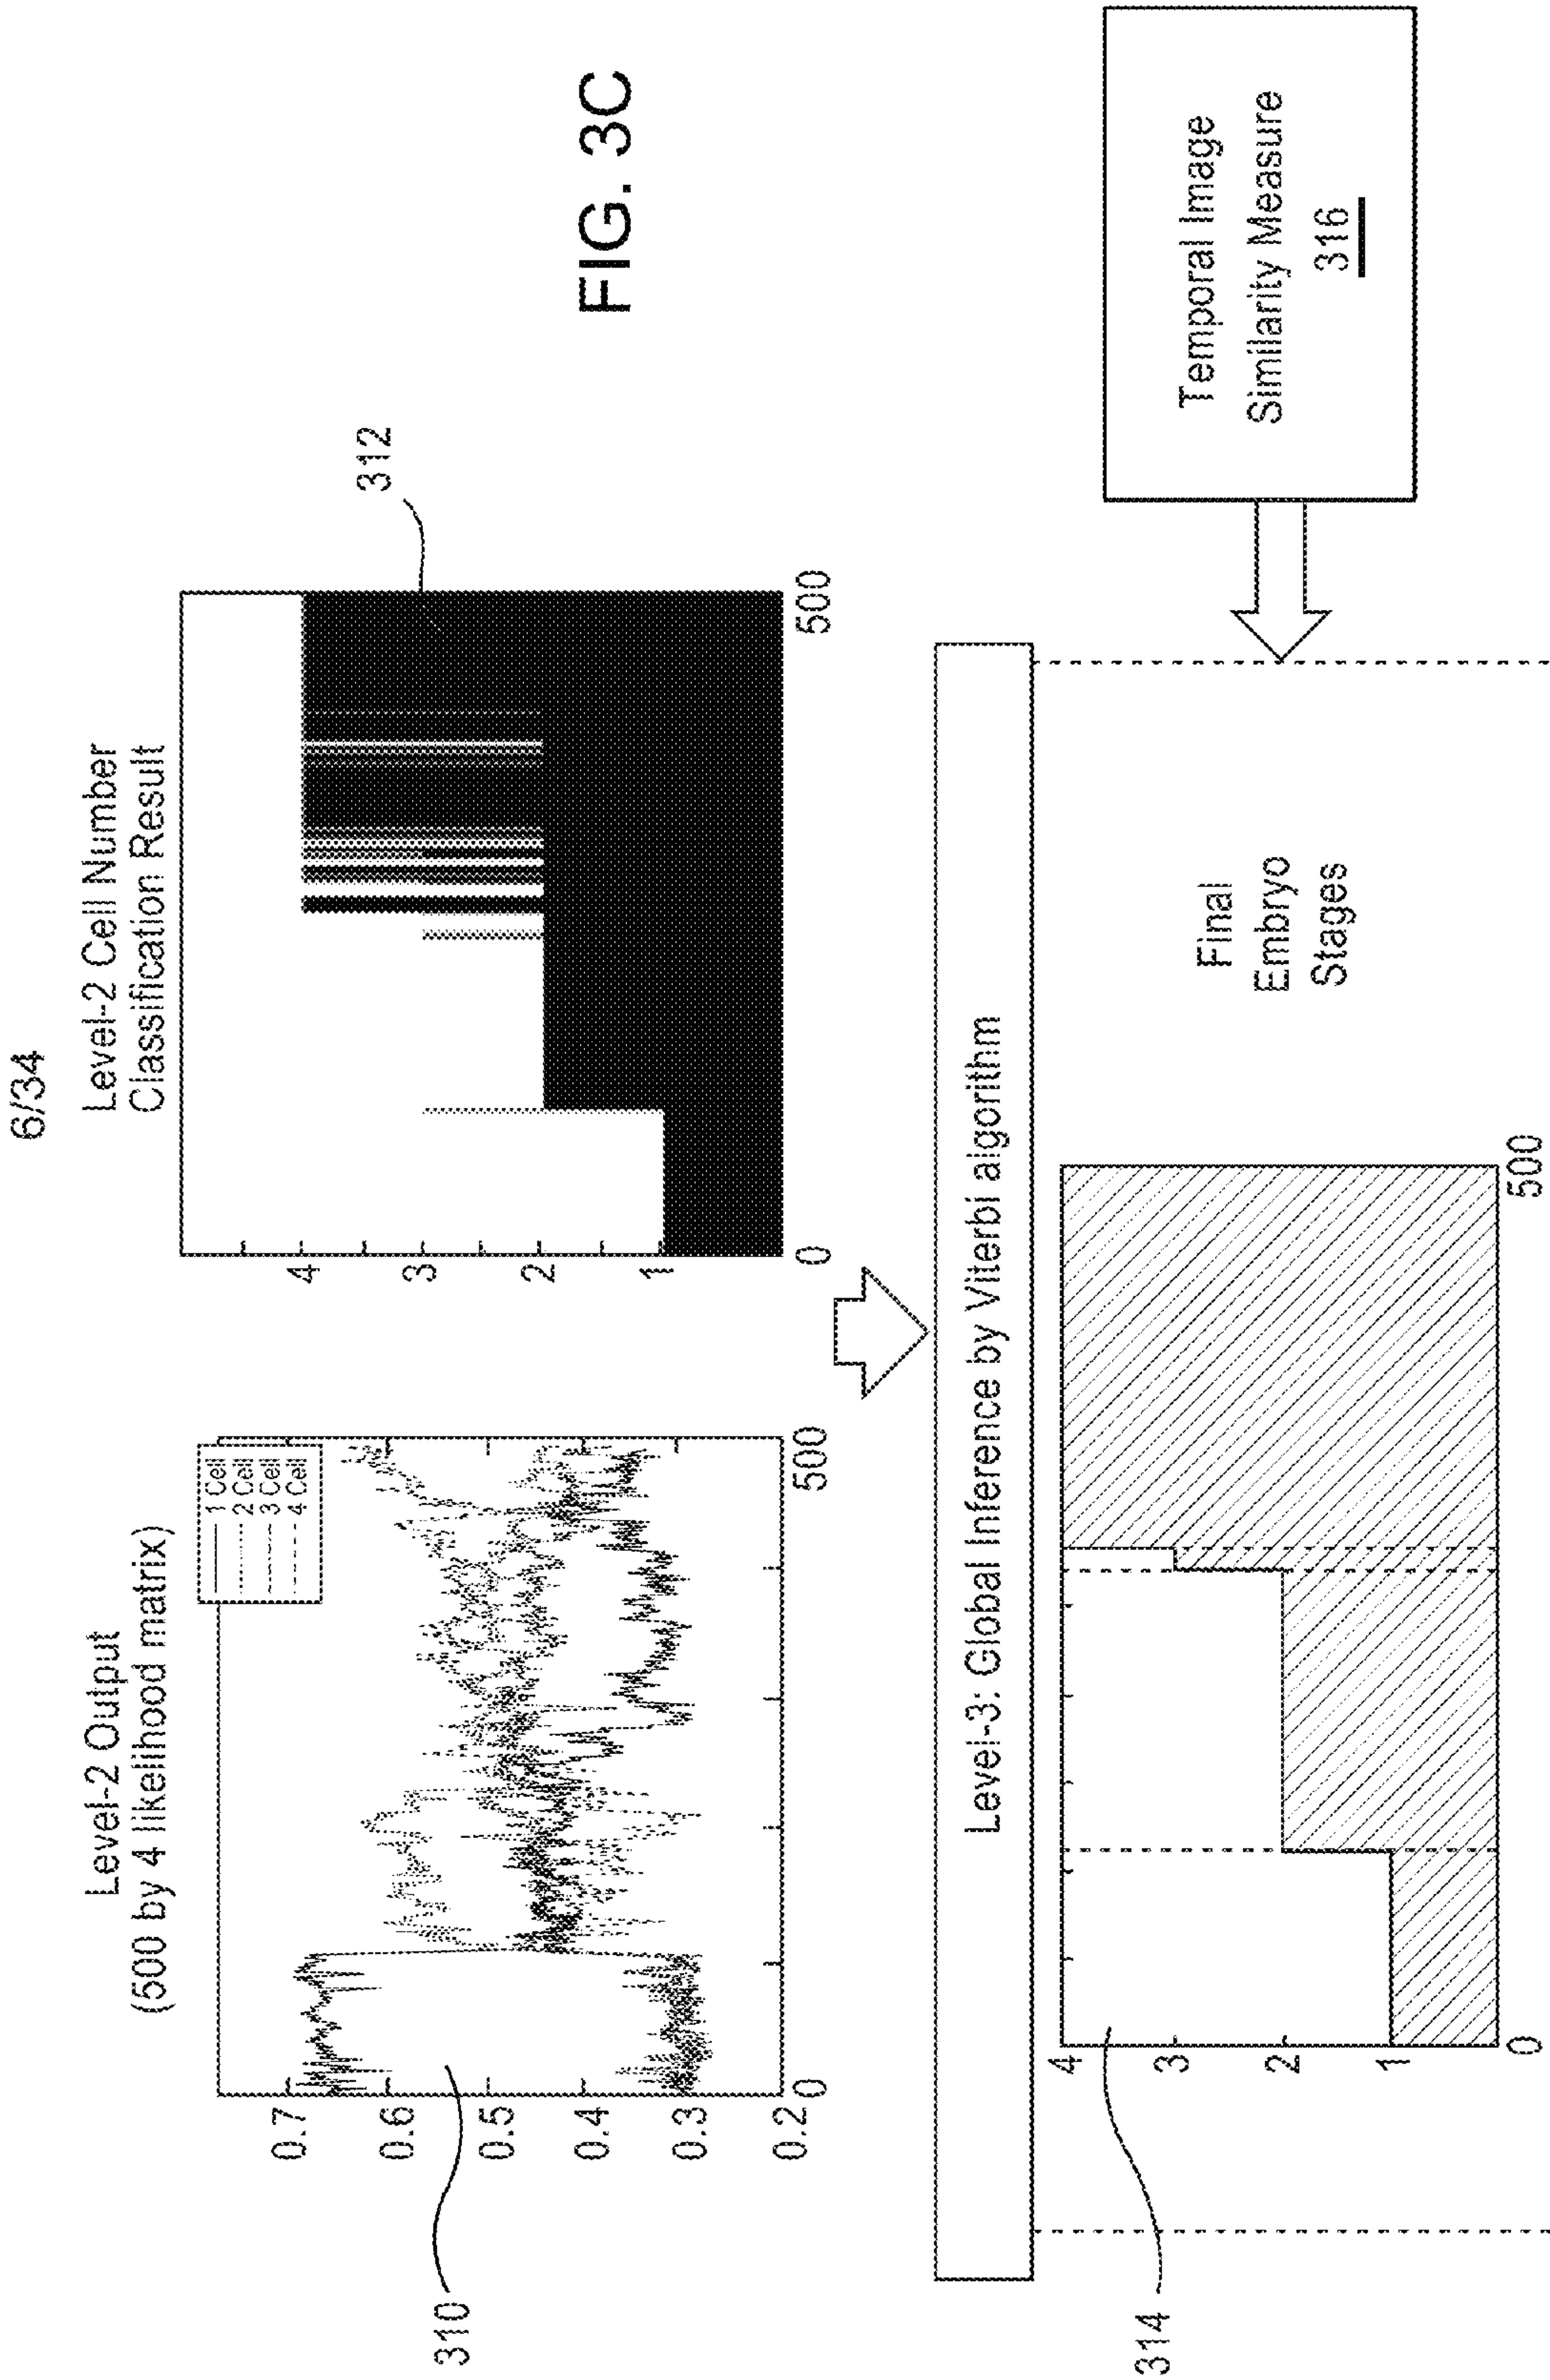 6/34
Level-2 Output
(500 by 4 likelihood matrix)
1 Cell
2 Cell
3 Cell
4 Cell
0.7
0.6
0.5
0.4
0.3
0.2
0
500
310
Level-2 Cell Number
Classification Result
4
3
2
1
0
500
312
FIG. 3C
Level-3: Global Inference by Viterbi algorithm
4
3
2
1
0
500
314
Final
Embryo
Stages
Temporal Image
Similarity Measure
316